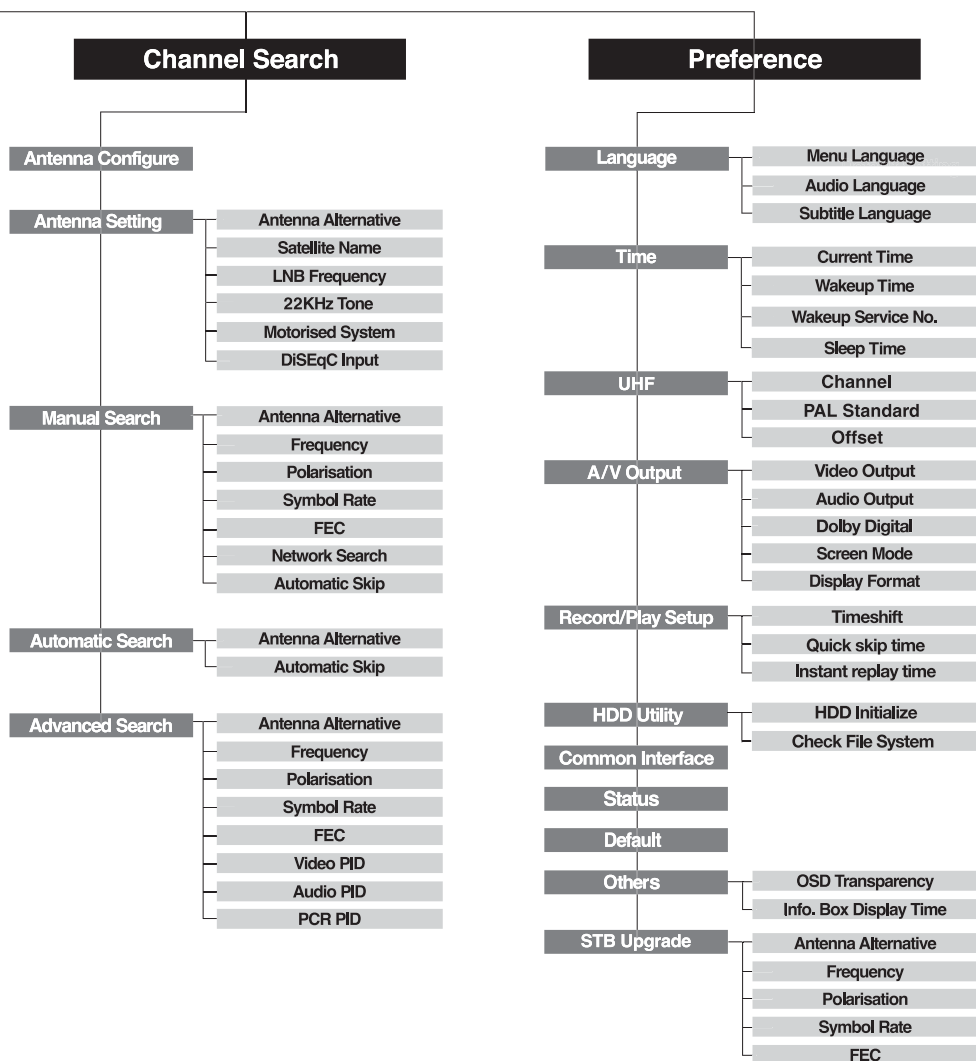 Channel Search
Antenna Configure
Antenna Setting
Antenna Alternative
Satellite Name
LNB Frequency
22KHz Tone
Motorised System
DiSEqC Input
Manual Search
Antenna Alternative
Frequency
Polarisation
Symbol Rate
FEC
Network Search
Automatic Skip
Automatic Search
Antenna Alternative
Automatic Skip
Advanced Search
Antenna Alternative
Frequency
Polarisation
Symbol Rate
FEC
Video PID
Audio PID
PCR PID
Preference
Language
Menu Language
Audio Language
Subtitle Language
Time
Current Time
Wakeup Time
Wakeup Service No.
Sleep Time
UHF
Channel
PAL Standard
Offset
A/V Output
Video Output
Audio Output
Dolby Digital
Screen Mode
Display Format
Record/Play Setup
Timeshift
Quick skip time
Instant replay time
HDD Utility
HDD Initialize
Check File System
Common Interface
Status
Default
Others
OSD Transparency
Info. Box Display Time
STB Upgrade
Antenna Alternative
Frequency
Polarisation
Symbol Rate
FEC